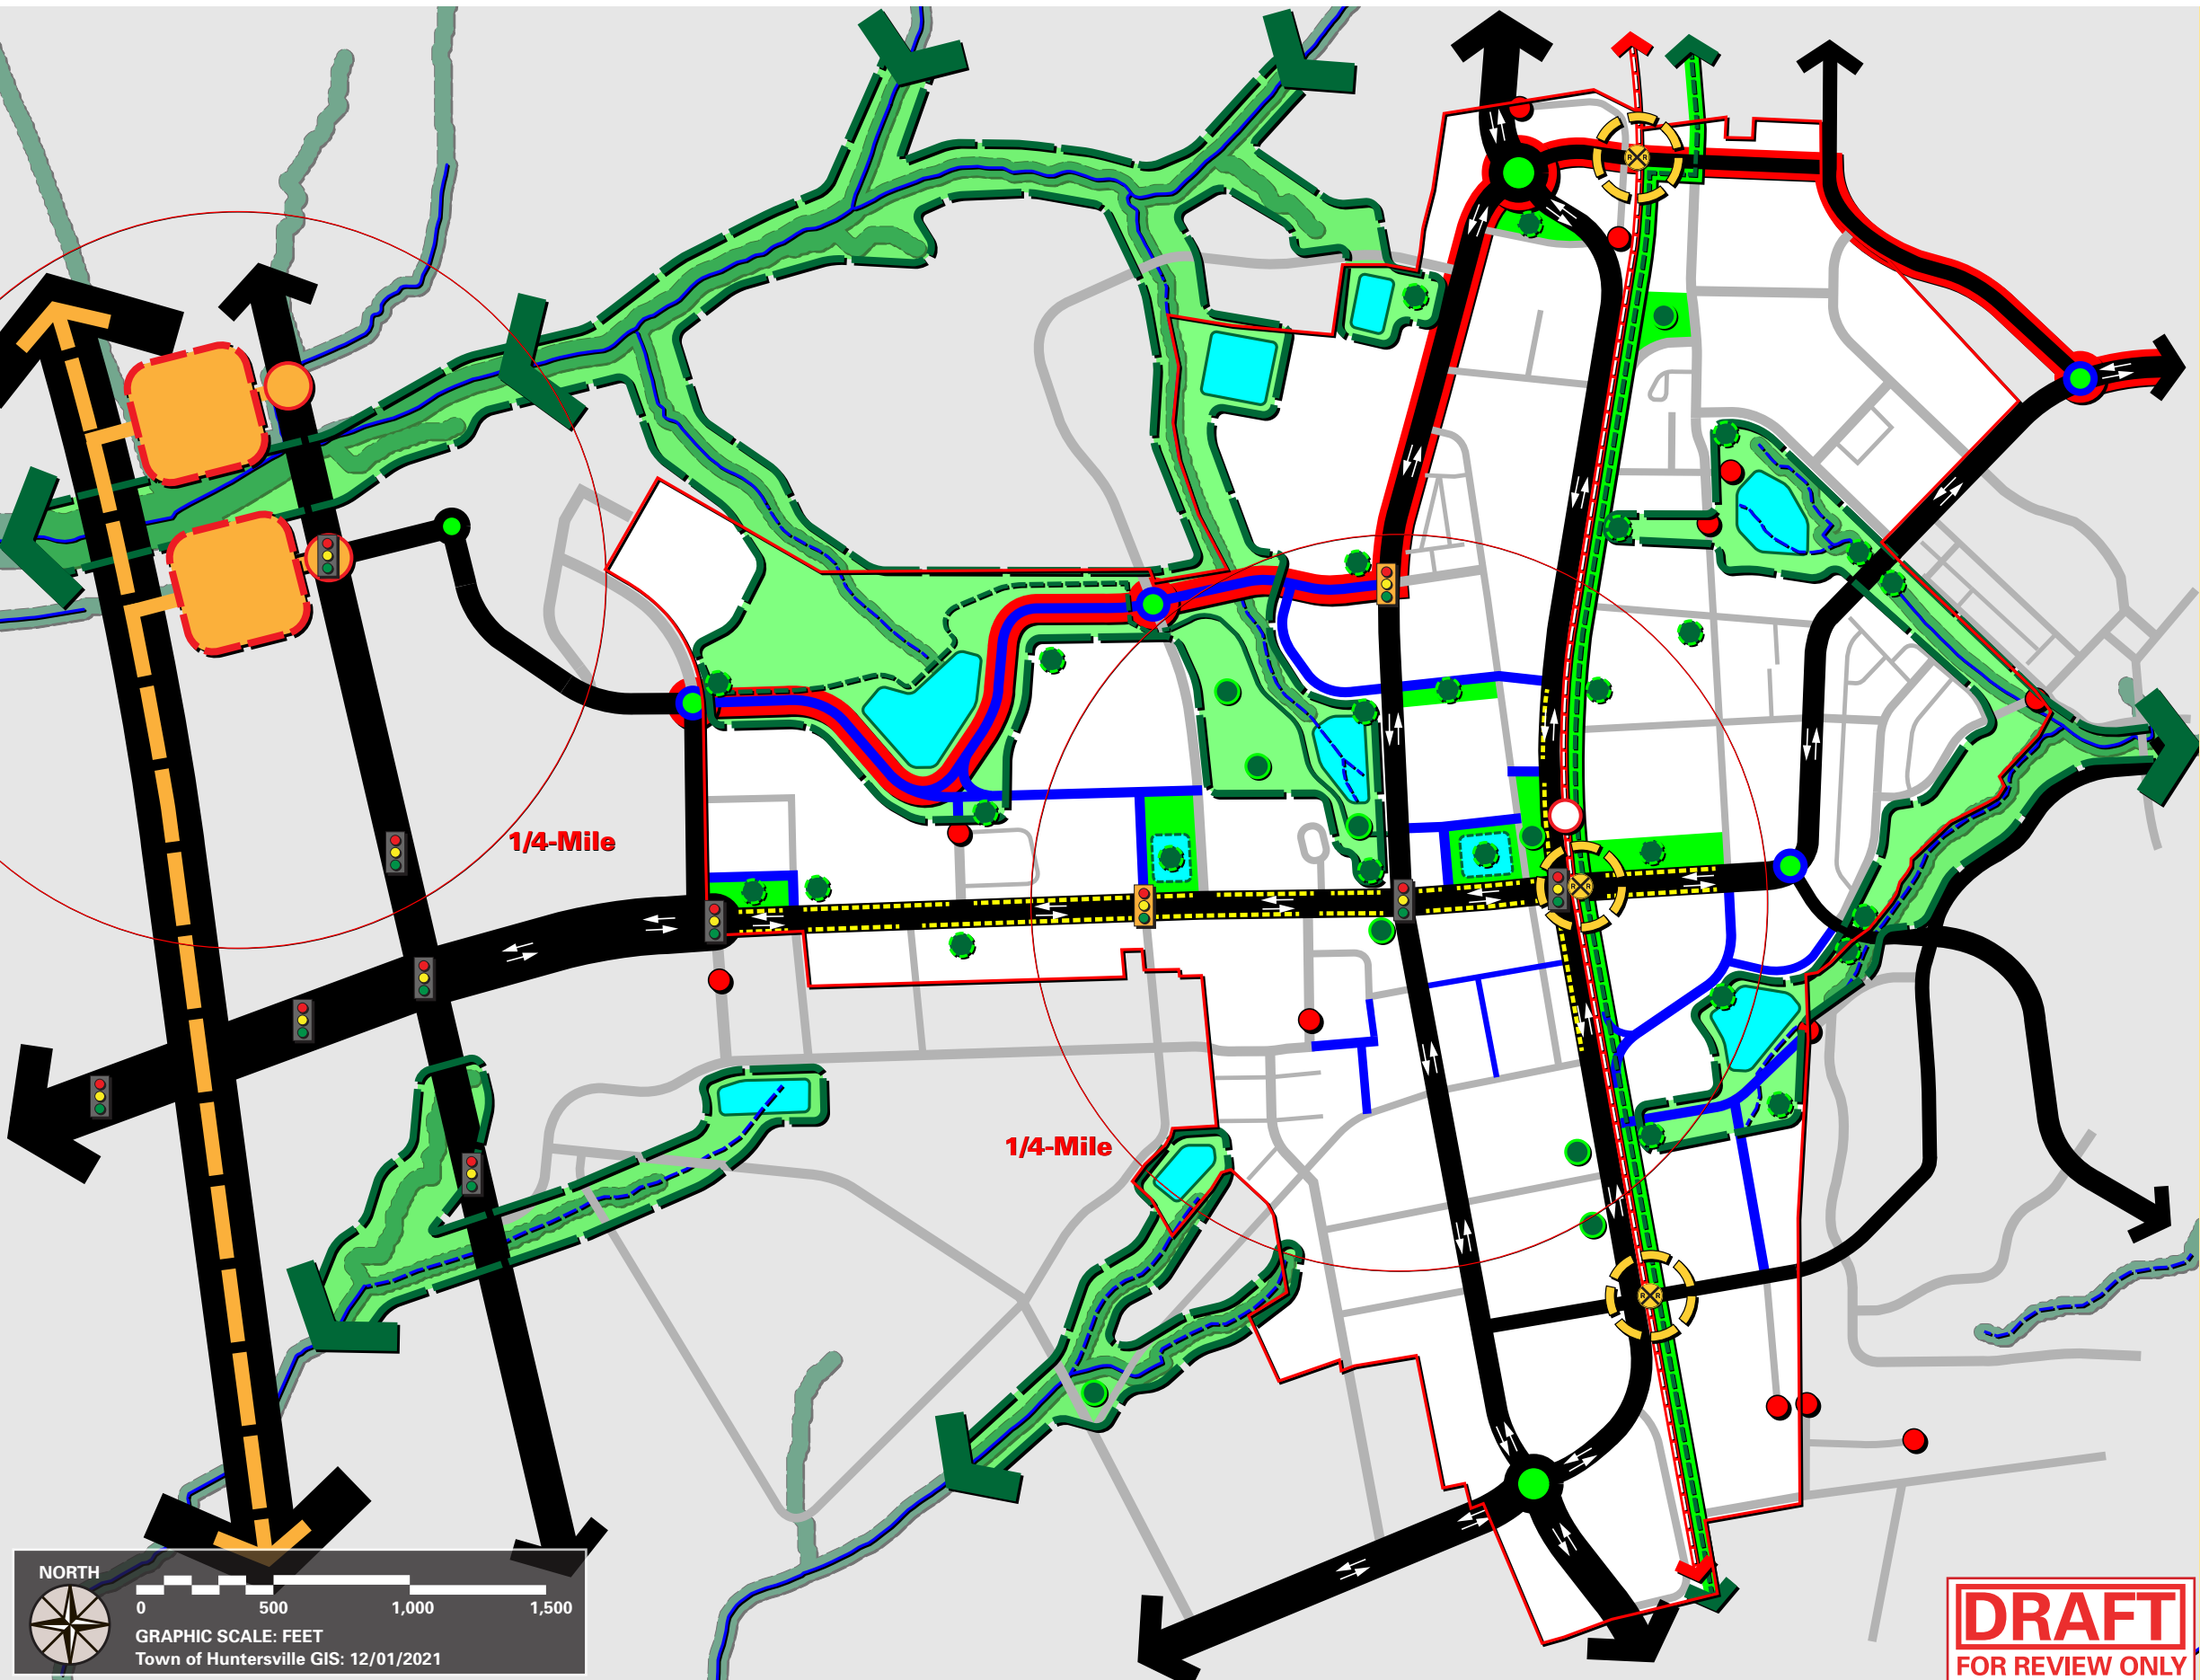 1/4-Mile
1/4-Mile
NORTH
0 500 1,000 1,500
GRAPHIC SCALE: FEET
Town of Huntersville GIS: 12/01/2021
DRAFT
FOR REVIEW ONLY
R R
R R
R R